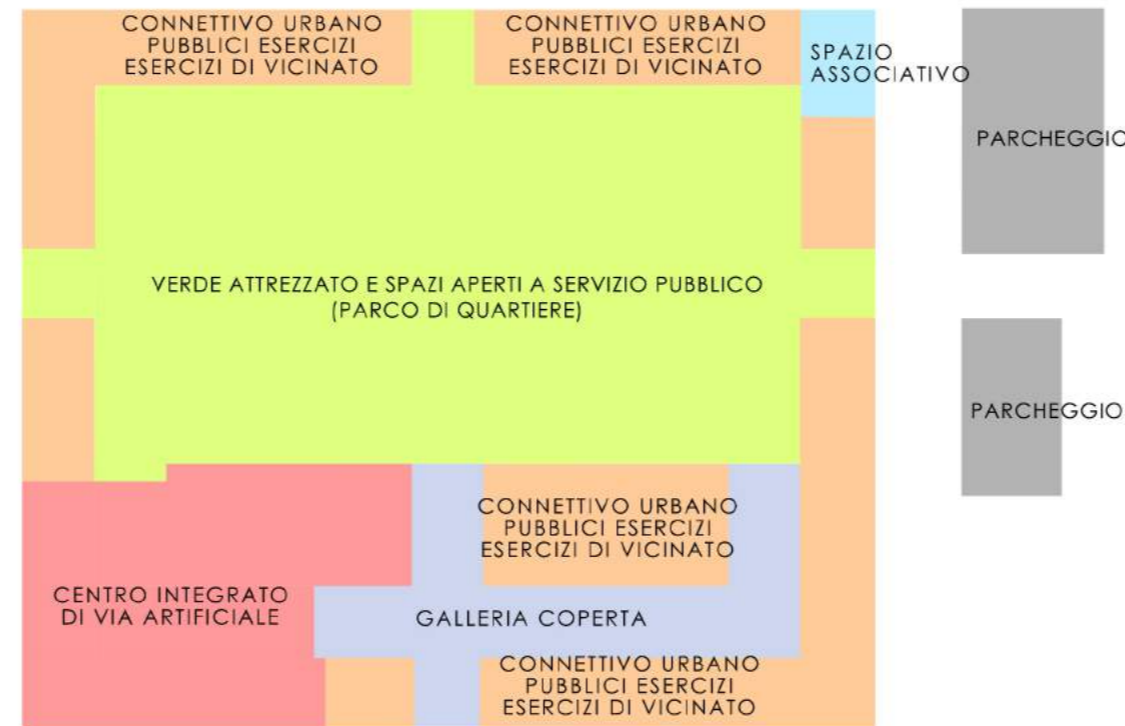 CONNETTIVO URBANO
PUBBLICI ESERCIZI
ESERCIZI DI VICINATO
CONNETTIVO URBANO
PUBBLICI ESERCIZI
ESERCIZI DI VICINATO
SPAZIO
ASSOCIATIVO
PARCHEGGIO
VERDE ATTREZZATO E SPAZI APERTI A SERVIZIO PUBBLICO
(PARCO DI QUARTIERE)
PARCHEGGIO
CONNETTIVO URBANO
PUBBLICI ESERCIZI
ESERCIZI DI VICINATO
CENTRO INTEGRATO
DI VIA ARTIFICIALE
GALLERIA COPERTA
CONNETTIVO URBANO
PUBBLICI ESERCIZI
ESERCIZI DI VICINATO